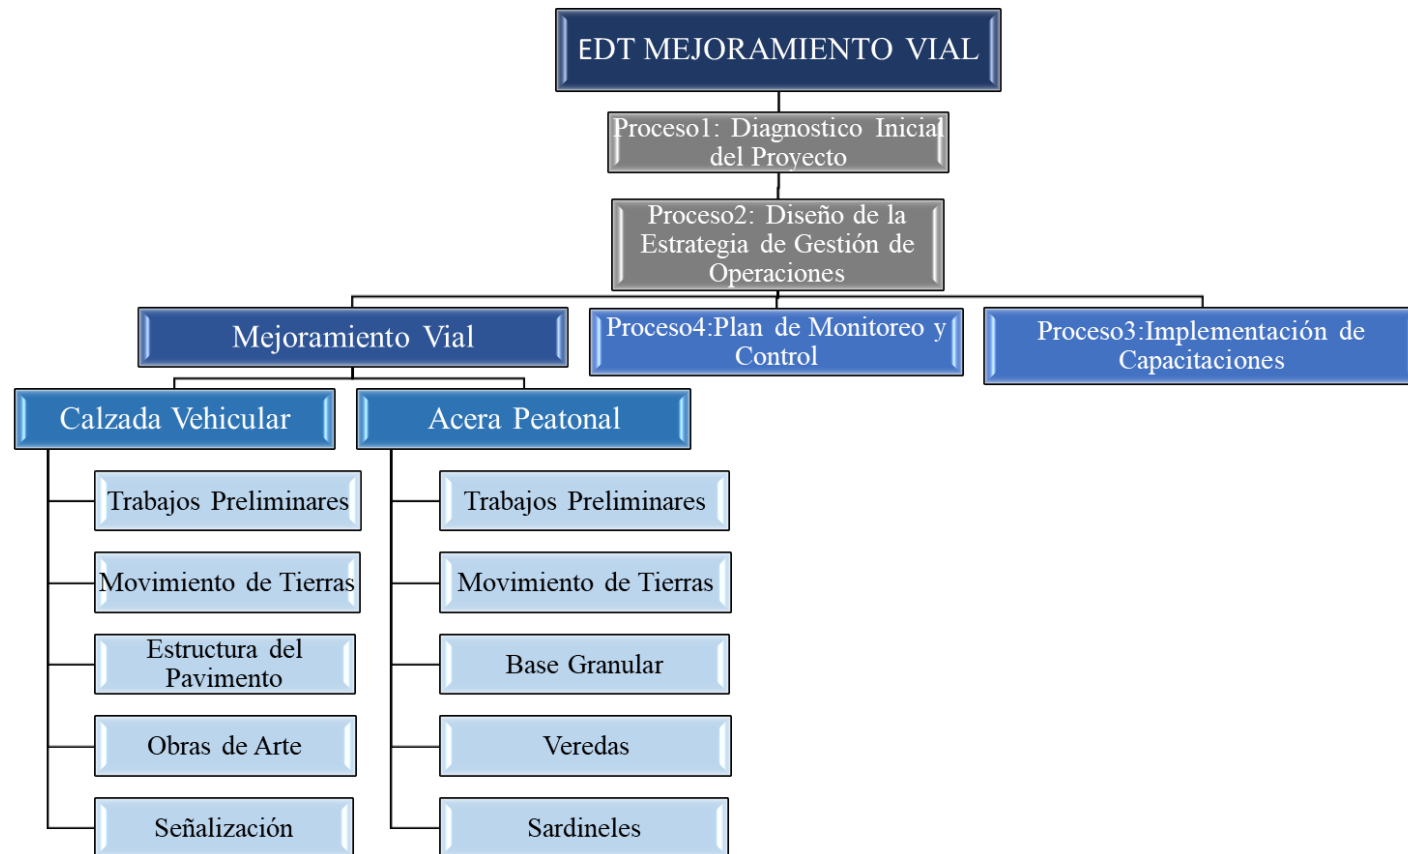 EDT MEJORAMIENTO VIAL
Proceso1: Diagnostico Inicial
del Proyecto
Proceso2: Diseño de la
Estrategia de Gestión de
Operaciones
Mejoramiento Vial
Proceso4:Plan de Monitoreo y
Control
Proceso3:Implementación de
Capacitaciones
Calzada Vehicular
Acera Peatonal
Trabajos Preliminares
Movimiento de Tierras
Estructura del
Pavimento
Obras de Arte
Señalización
Trabajos Preliminares
Movimiento de Tierras
Base Granular
Veredas
Sardineles